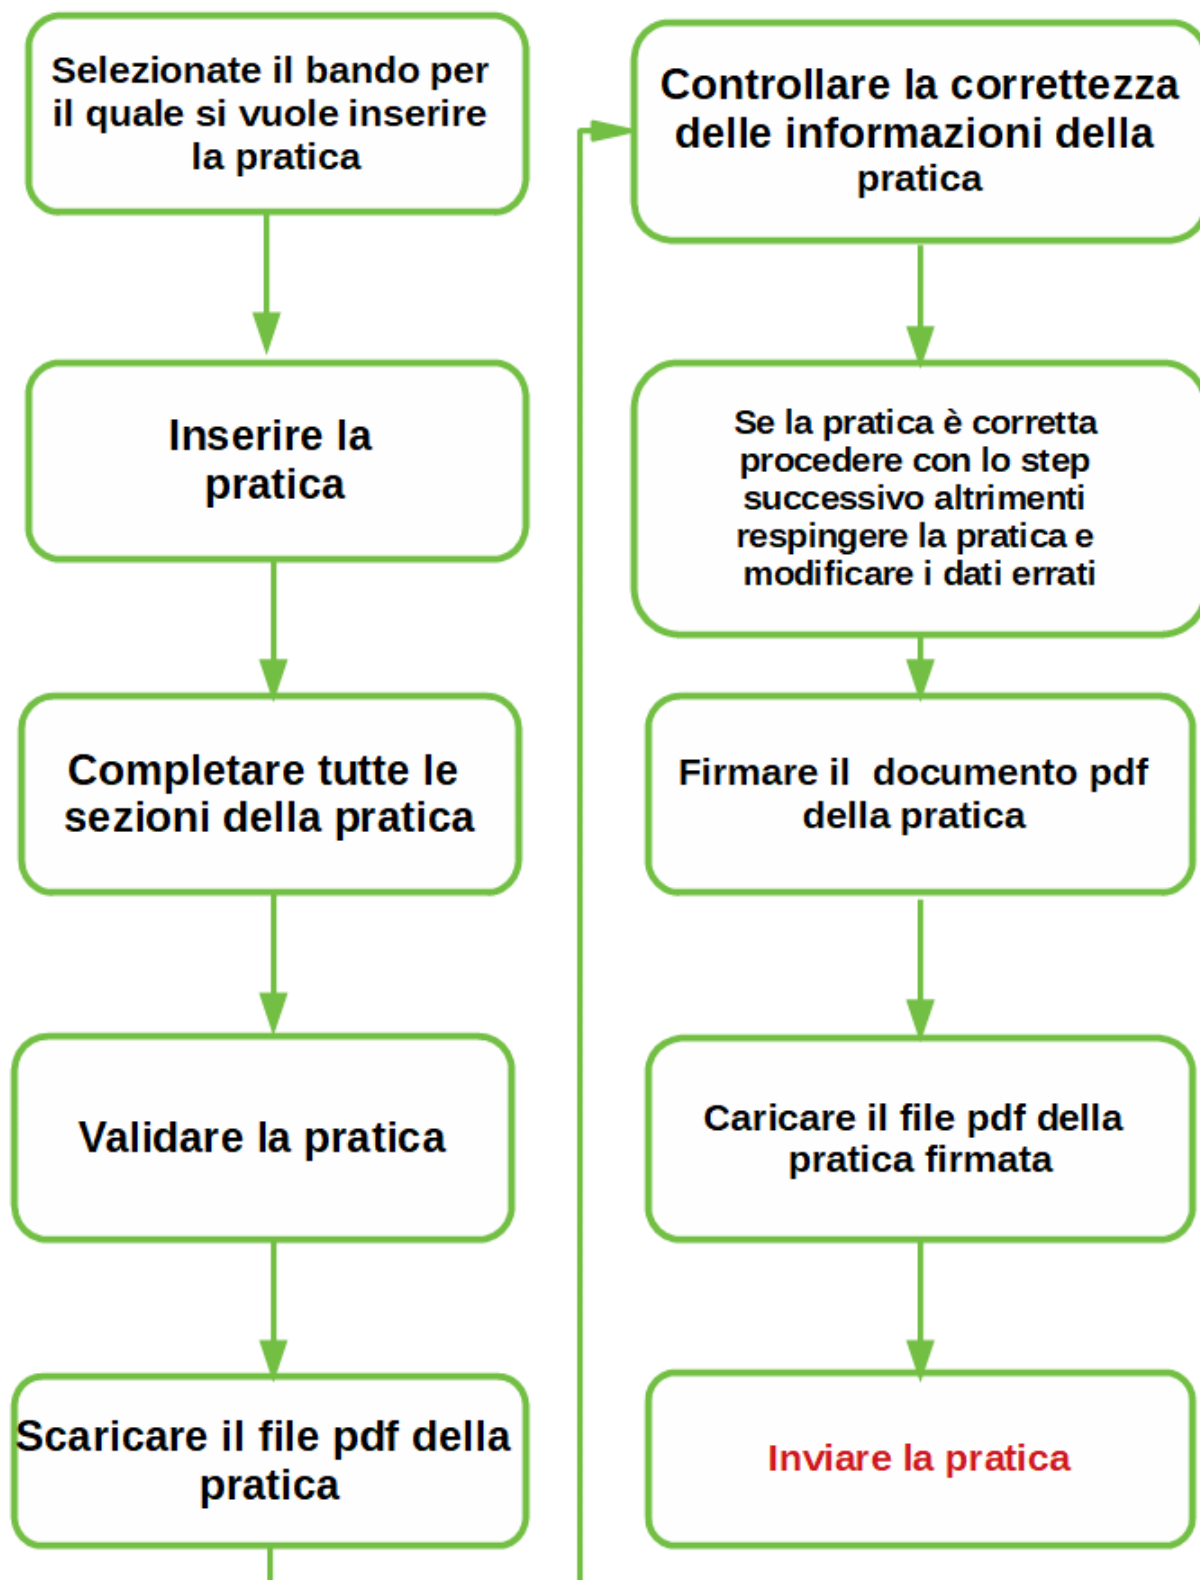 Selezionate il bando per
il quale si vuole inserire
la pratica
Inserire la
pratica
Completare tutte le
sezioni della pratica
Validare la pratica
Scaricare il file pdf della
pratica
Controllare la correttezza
delle informazioni della
pratica
Se la pratica è corretta
procedere con lo step
successivo altrimenti
respingere la pratica e
modificare i dati errati
Firmare il documento pdf
della pratica
Caricare il file pdf della
pratica firmata
Inviare la pratica